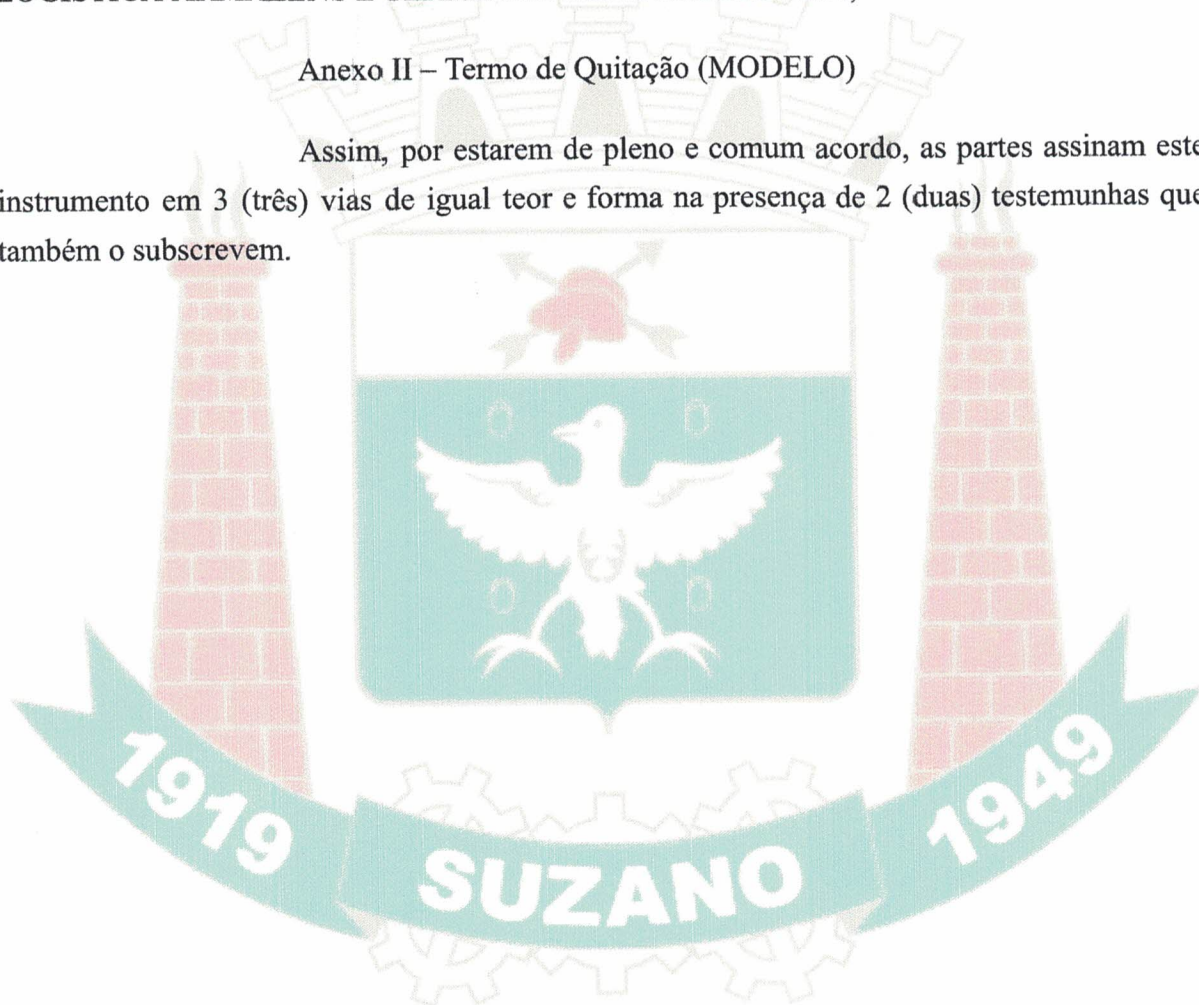 Anexo II – Termo de Quitação (MODELO)
Assim, por estarem de pleno e comum acordo, as partes assinam este
instrumento em 3 (três) vias de igual teor e forma na presença de 2 (duas) testemunhas que
também o subscrevem.
1919
SUZANO
1949